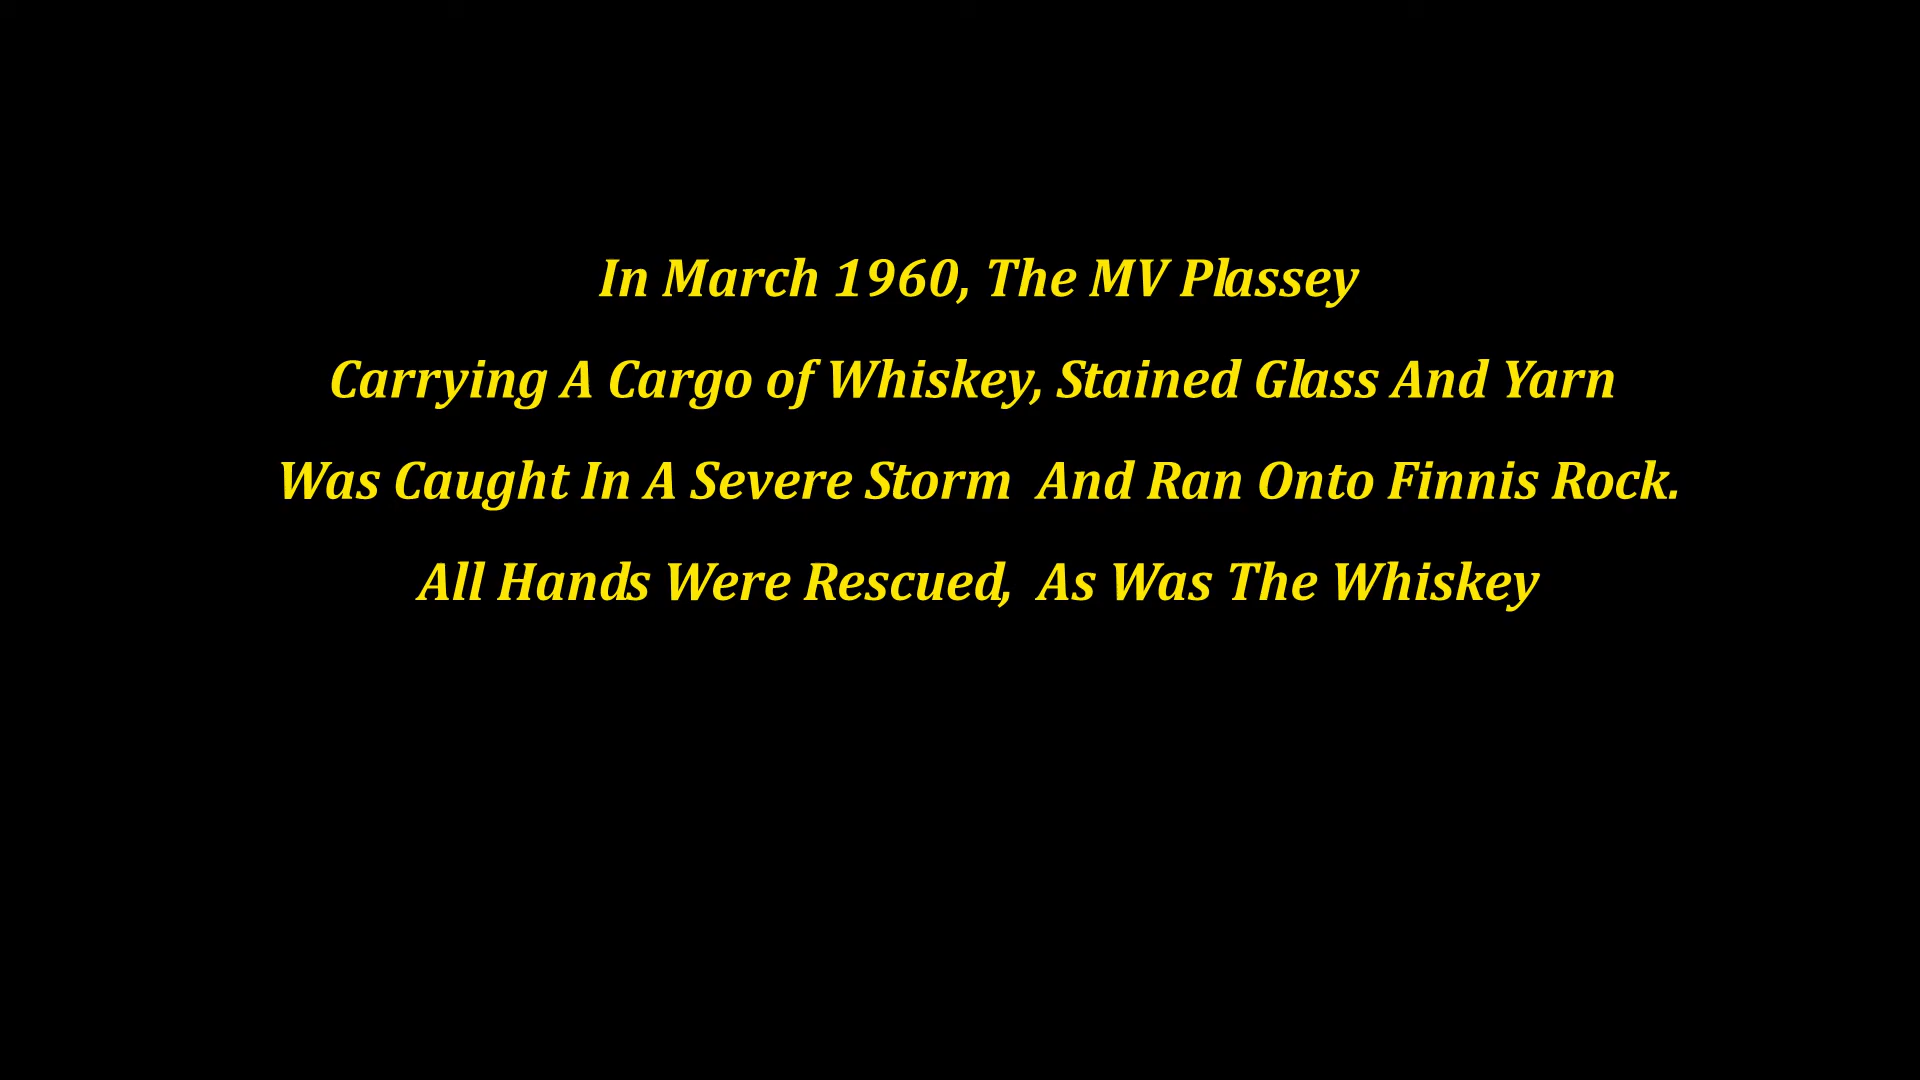 In March 1960, The MV Plassey
Carrying A Cargo of Whiskey, Stained Glass And Yarn
Was Caught In A Severe Storm  And Ran Onto Finnis Rock.
All Hands Were Rescued,  As Was The Whiskey